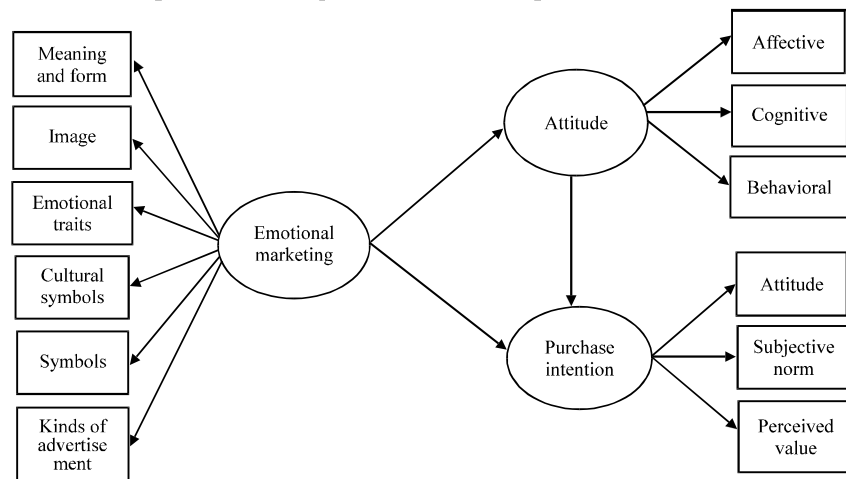 Meaning
and form
Image
Emotional
traits
Cultural
symbols
Symbols
Kinds of
advertise
ment
Emotional
marketing
Attitude
Purchase
intention
Affective
Cognitive
Behavioral
Attitude
Subjective
norm
Perceived
value